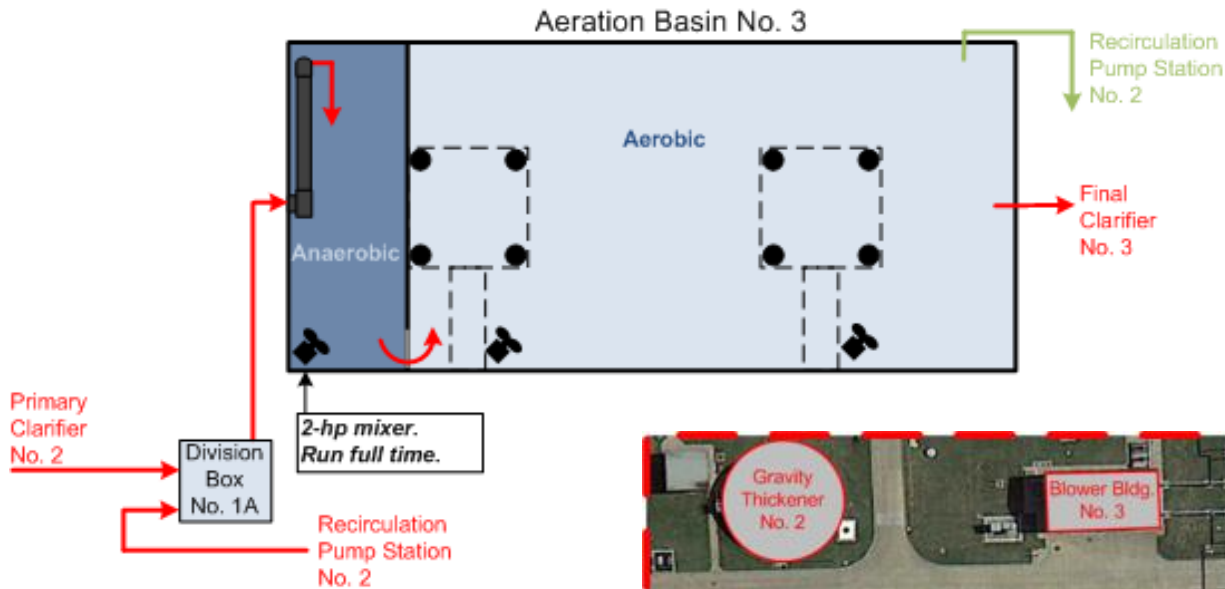 Aeration Basin No. 3
Recirculation
Pump Station
No. 2
Aerobic
Final
Clarifier
No. 3
Anaerobic
Primary
Clarifier
No. 2
2-hp mixer.
Run full time.
Division
Box
No. 1A
Recirculation
Pump Station
No. 2
Gravity
Thickener
No. 2
Blower Bldg.
No. 3